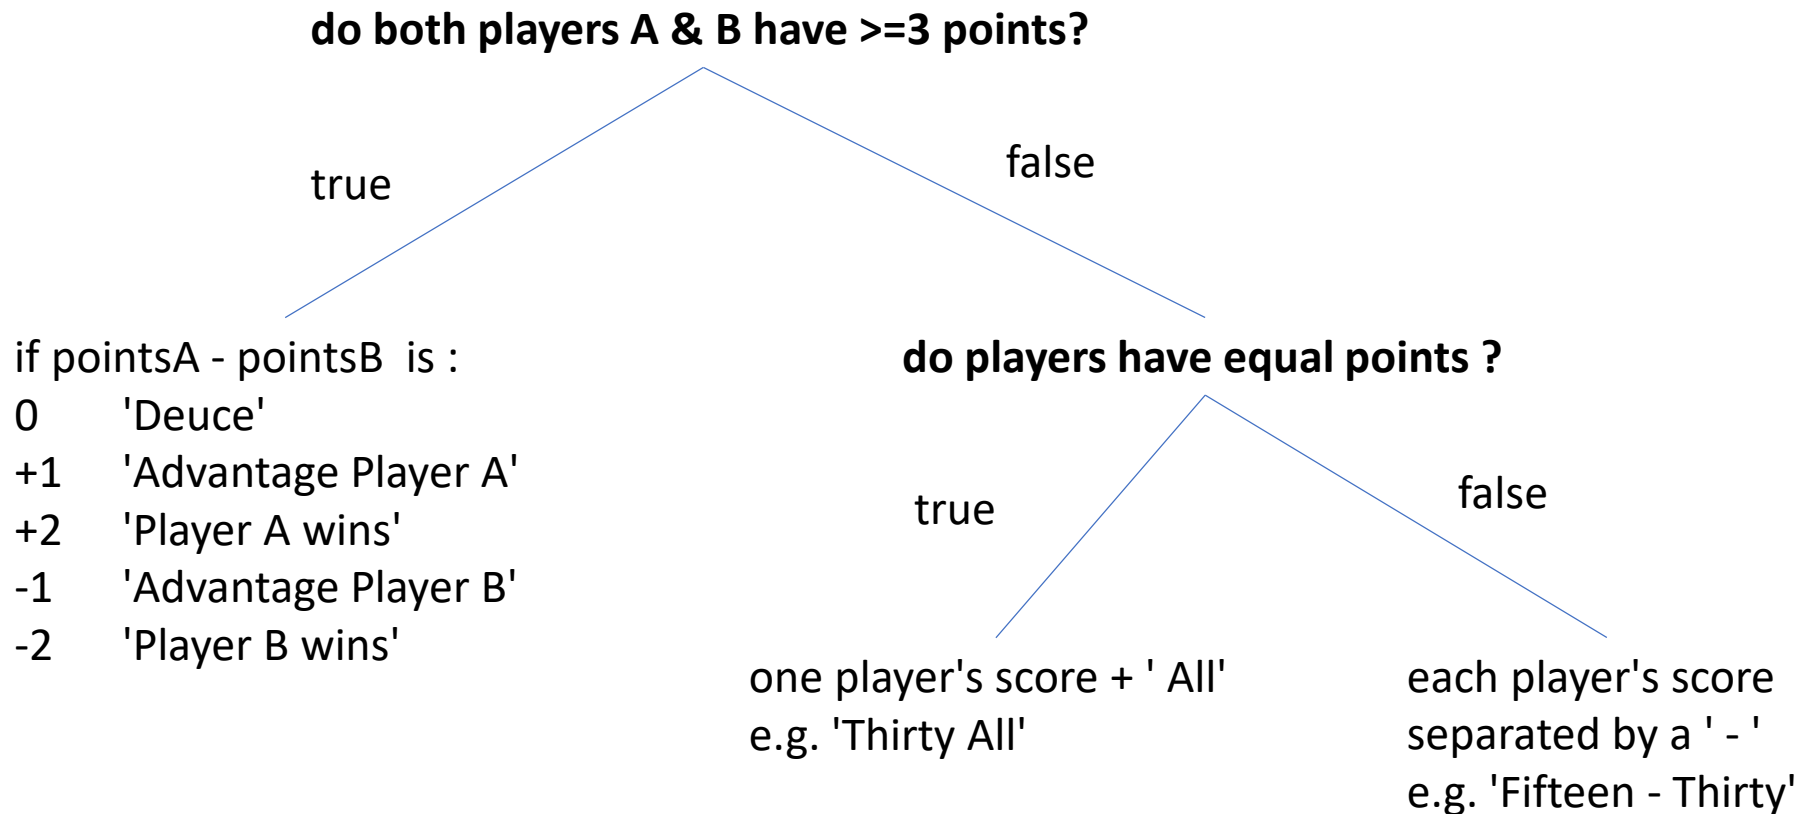 do both players A & B have >=3 points?
true
false
if pointsA - pointsB  is :
0 'Deuce'
+1 'Advantage Player A'
+2 'Player A wins'
-1 'Advantage Player B'
-2 'Player B wins'
do players have equal points ?
true
false
one player's score + ' All'
e.g. 'Thirty All'
each player's score
separated by a ' - '
e.g. 'Fifteen - Thirty'